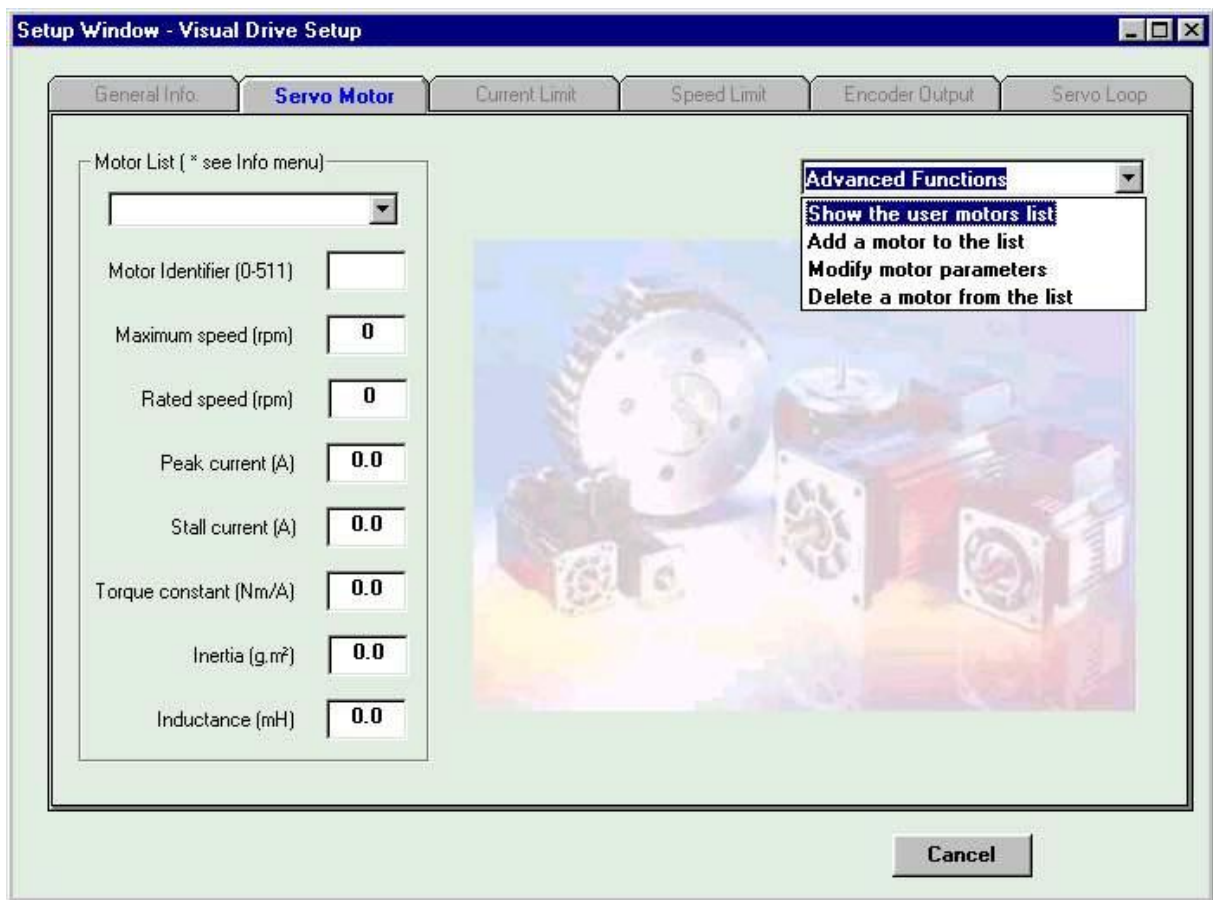 Setup Window - Visual Drive Setup
General Info.
Servo Motor
Current Limit
Speed Limit
Encoder Output
Servo Loop
Motor List ( * see Info menu)
Motor Identifier (0-511)
Maximum speed (rpm) 0
Rated speed (rpm) 0
Peak current (A) 0.0
Stall current (A) 0.0
Torque constant (Nm/A) 0.0
Inertia (g.m²) 0.0
Inductance (mH) 0.0
Advanced Functions
Show the user motors list
Add a motor to the list
Modify motor parameters
Delete a motor from the list
Cancel